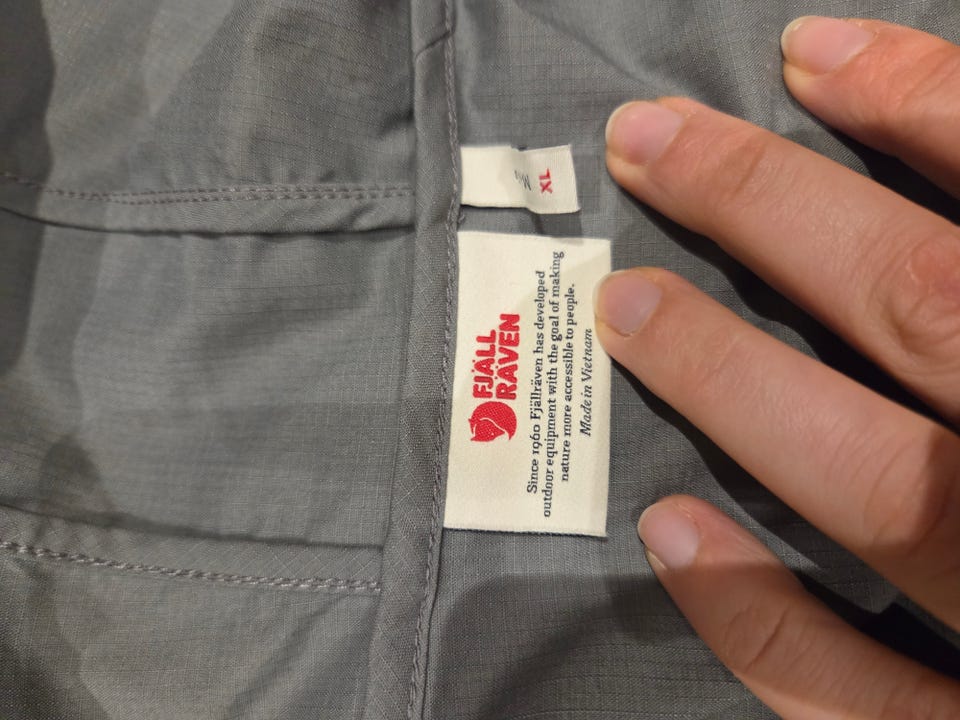 XL
FJÄLL
RÄVEN
Since 1960 Fjällräven has developed
outdoor equipment with the goal of making
nature more accessible to people.
Made in Vietnam